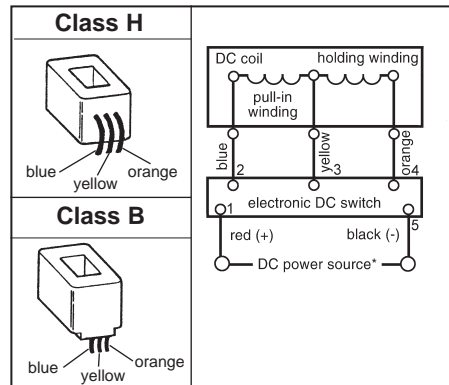 Class H
blue
yellow
orange
Class B
blue
yellow
orange
DC coil
holding winding
pull-in
winding
blue
yellow
orange
2
3
4
electronic DC switch
1
5
red (+)
black (-)
DC power source*